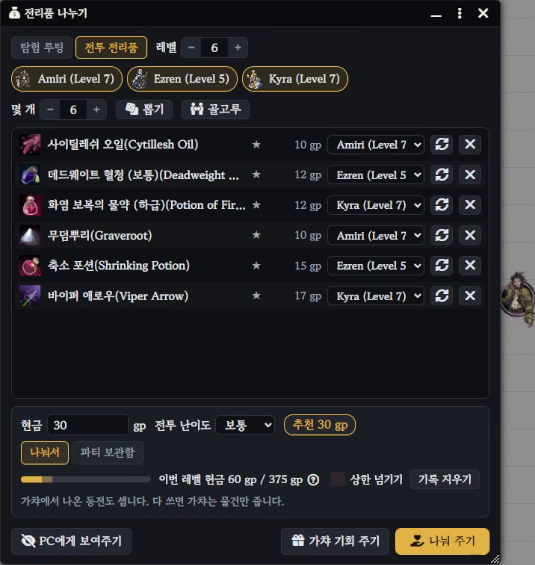 전리품 나누기
탐험 루팅 전투 전리품 레벨 − 6 +
Amiri (Level 7) Ezren (Level 5) Kyra (Level 7)
몇 개 − 6 + 뽑기 골고루
사이틸레쉬 오일(Cytillesh Oil) ★ 10 gp Amiri (Level 7
데드웨이트 혈청 (보통)(Deadweight ... ★ 12 gp Ezren (Level 5
화염 보복의 물약 (하급)(Potion of Fir... ★ 12 gp Kyra (Level 7)
무덤뿌리(Graveroot) ★ 10 gp Amiri (Level 7
축소 포션(Shrinking Potion) ★ 15 gp Ezren (Level 5
바이퍼 애로우(Viper Arrow) ★ 17 gp Kyra (Level 7)
현금 30 gp 전투 난이도 보통 추천 30 gp
나눠서 파티 보관함
이번 레벨 현금 60 gp / 375 gp ? 상한 넘기기 기록 지우기
가챠에서 나온 동전도 셉니다. 다 쓰면 가챠는 물건만 줍니다.
PC에게 보여주기 가챠 기회 주기 나눠 주기